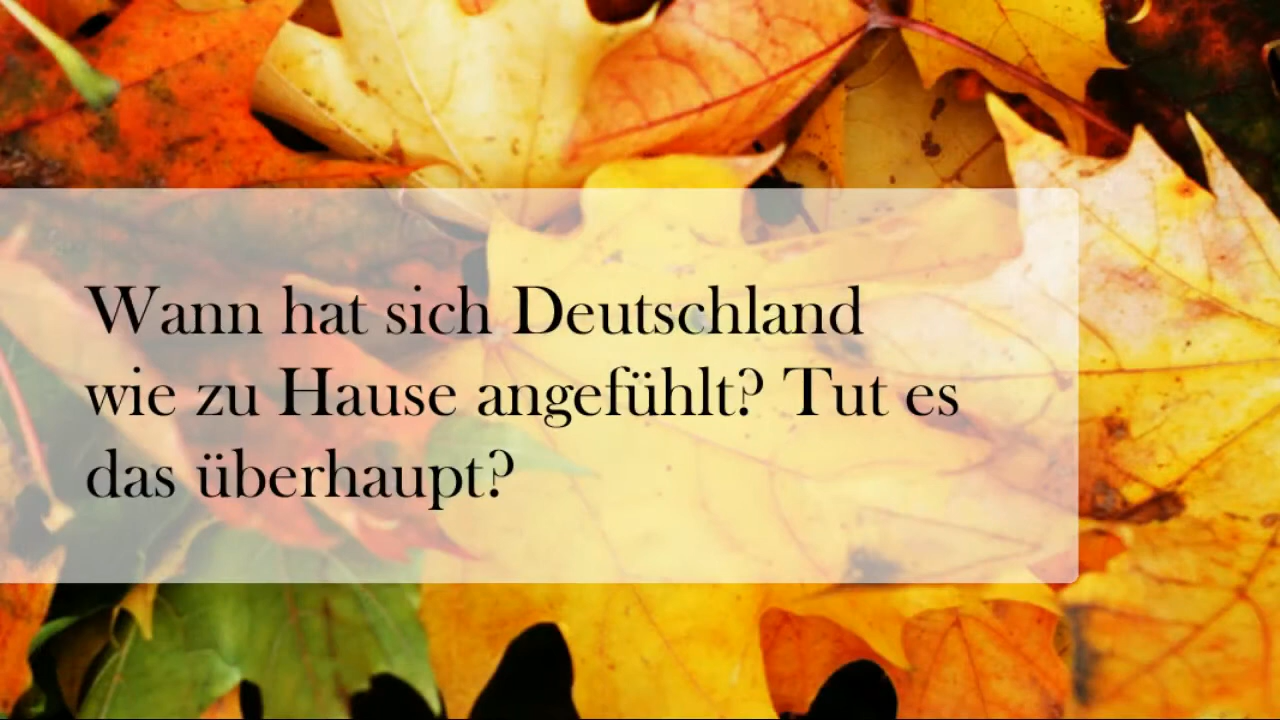 Wann hat sich Deutschland
wie zu Hause angefühlt? Tut es
das überhaupt?